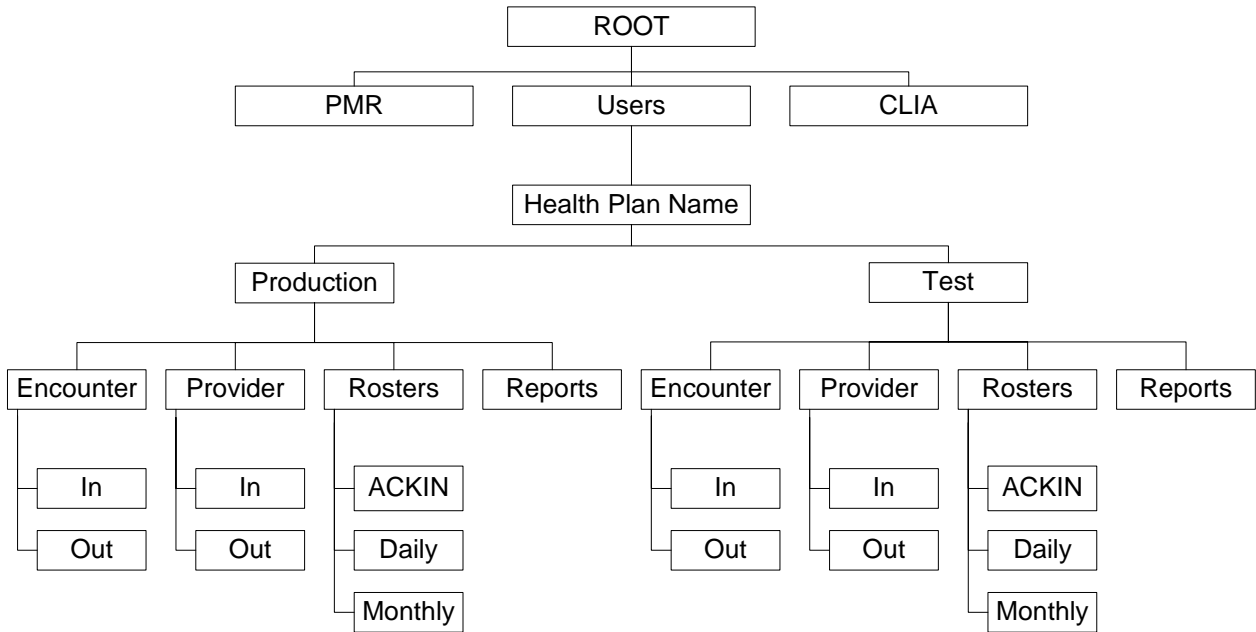 ROOT
PMR
Users
CLIA
Health Plan Name
Production
Test
Encounter
Provider
Rosters
Reports
Encounter
Provider
Rosters
Reports
In
In
ACKIN
In
In
ACKIN
Out
Out
Daily
Out
Out
Daily
Monthly
Monthly